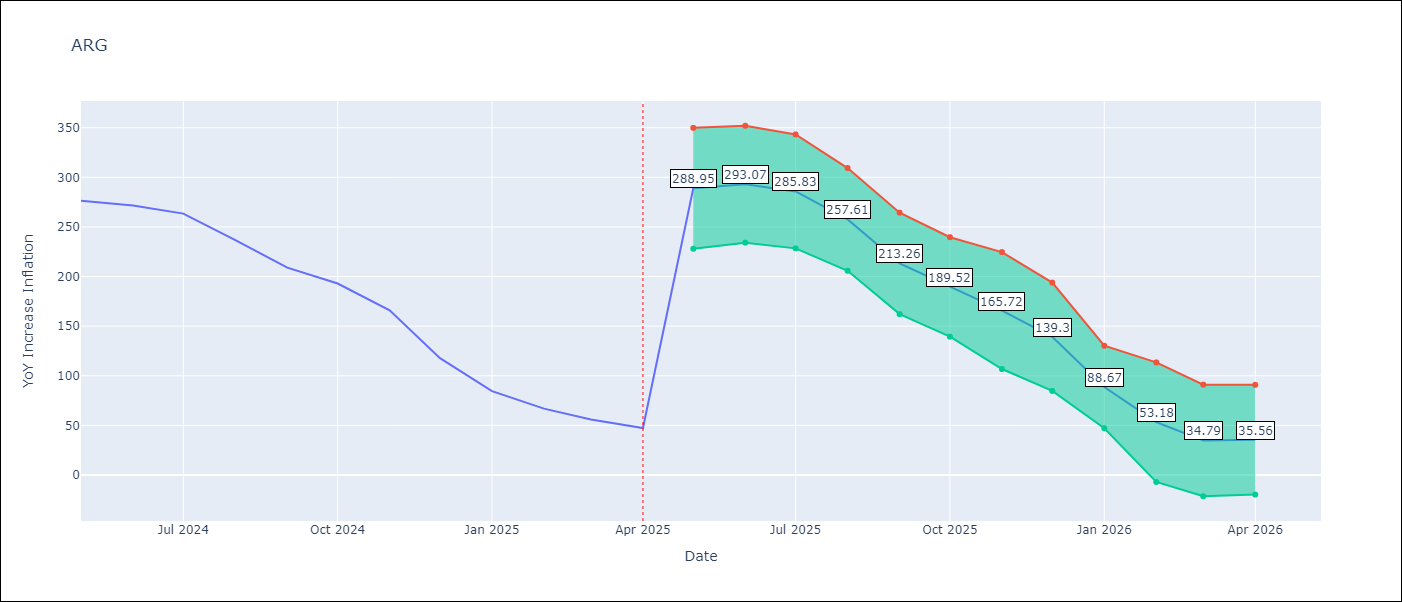 ARG
YoY Increase Inflation
350
300
250
200
150
100
50
0
288.95
293.07
285.83
257.61
213.26
189.52
165.72
139.3
88.67
53.18
34.79
35.56
Jul 2024
Oct 2024
Jan 2025
Apr 2025
Jul 2025
Oct 2025
Jan 2026
Apr 2026
Date